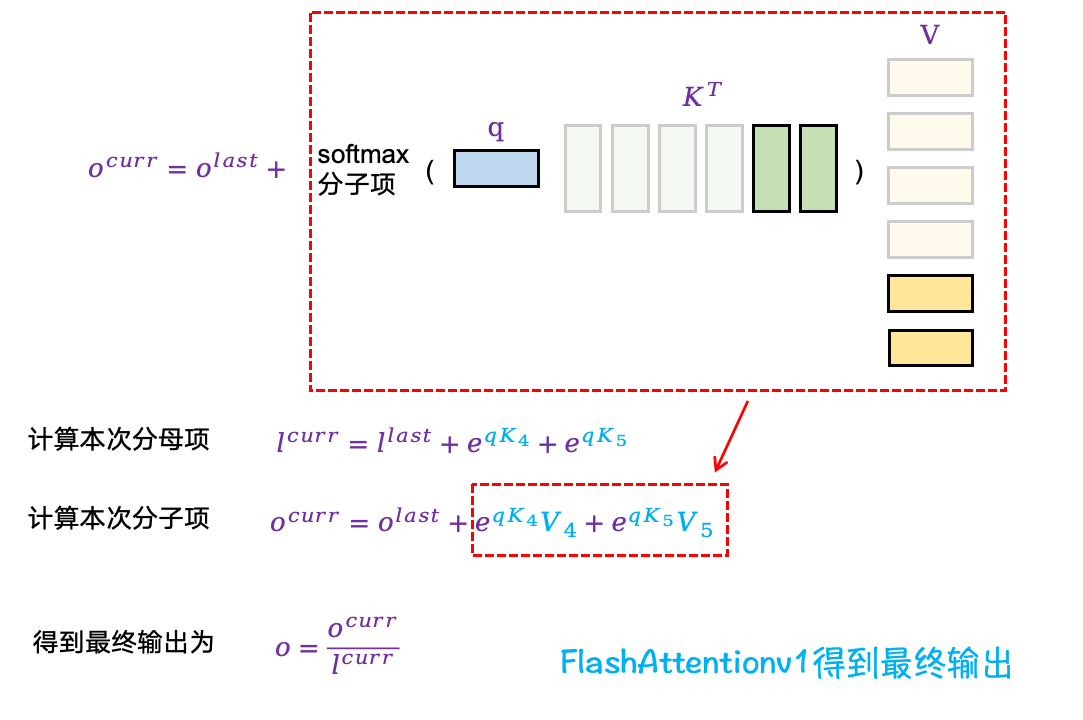 V
K^T
q
o^{curr} = o^{last} + softmax ( )
分子项
计算本次分母项 l^{curr} = l^{last} + e^{qK_4} + e^{qK_5}
计算本次分子项 o^{curr} = o^{last} + e^{qK_4}V_4 + e^{qK_5}V_5
得到最终输出为 o = \frac{o^{curr}}{l^{curr}}
FlashAttentionv1得到最终输出